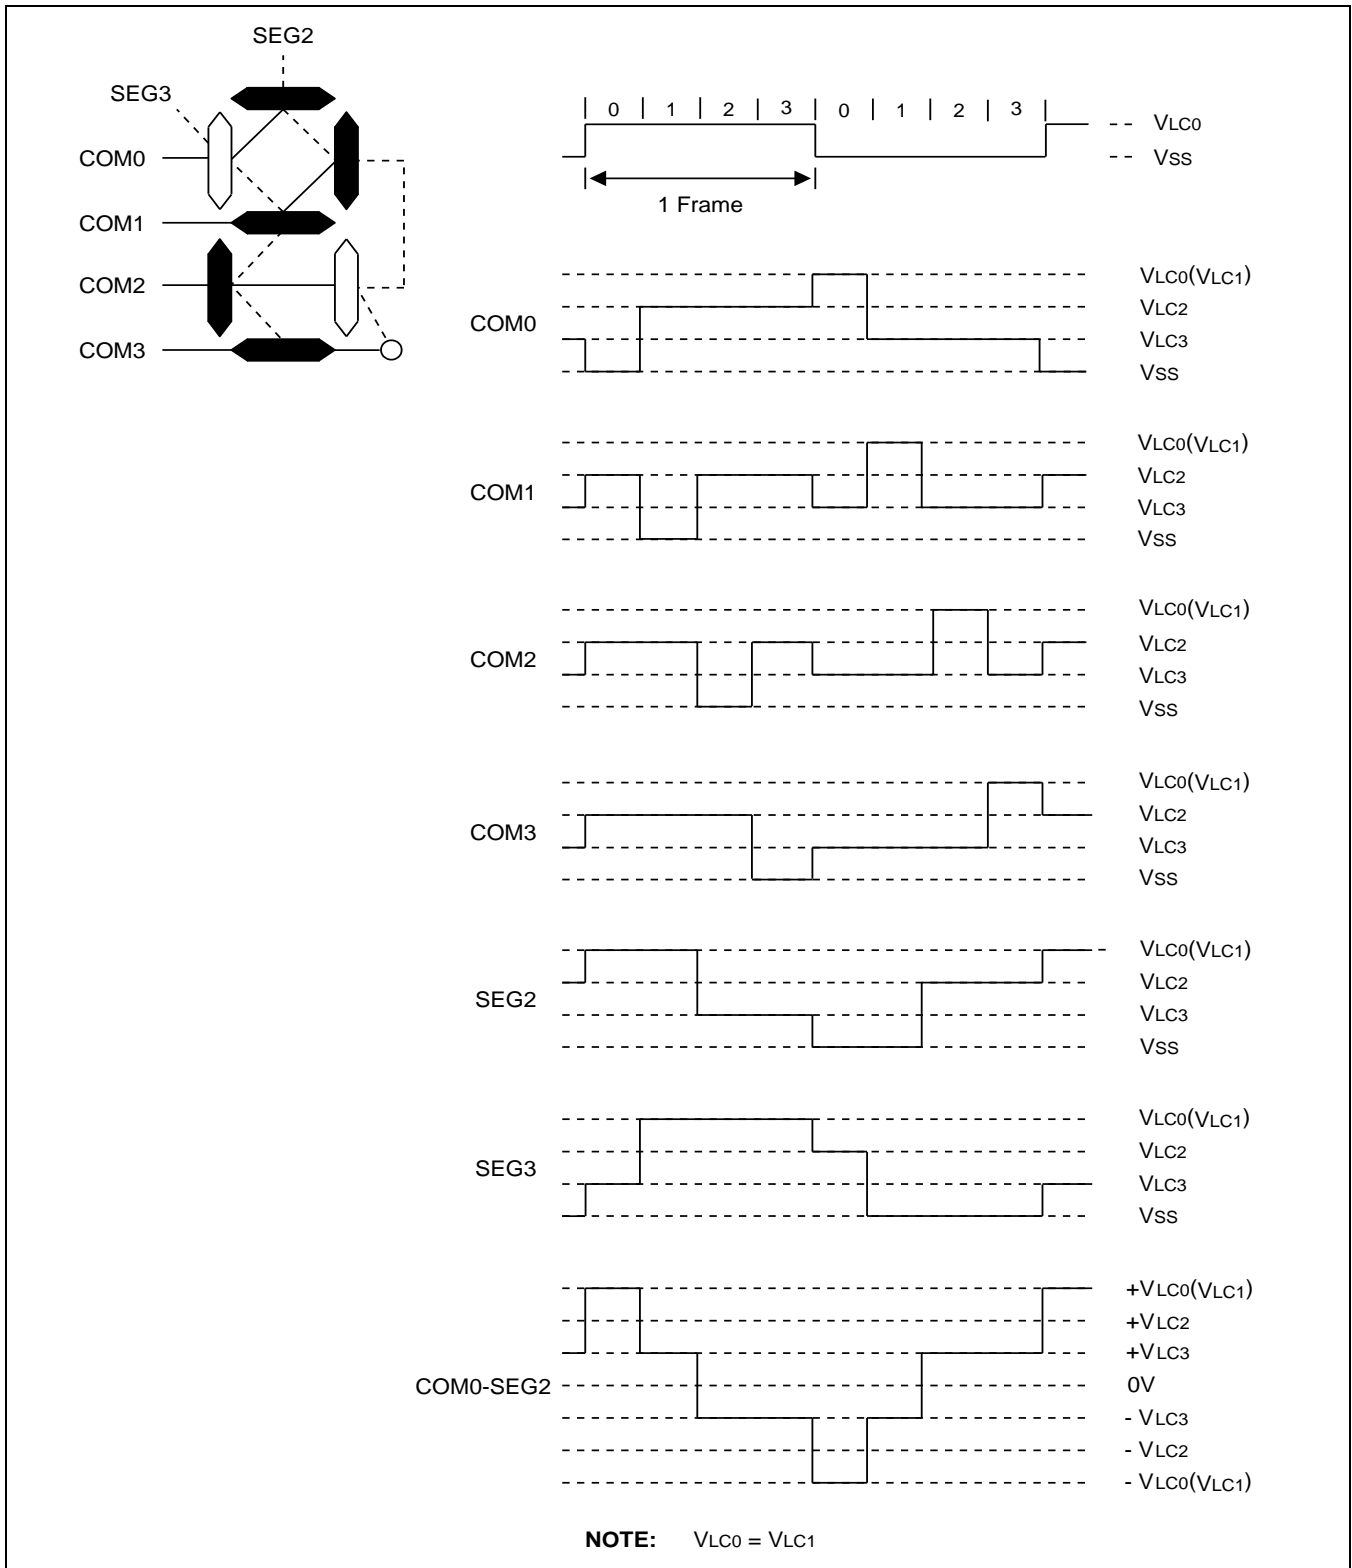 SEG2
SEG3
COM0
COM1
COM2
COM3
0 1 2 3 0 1 2 3
VLC0
VSS
1 Frame
COM0
VLC0(VLC1)
VLC2
VLC3
VSS
COM1
VLC0(VLC1)
VLC2
VLC3
VSS
COM2
VLC0(VLC1)
VLC2
VLC3
VSS
COM3
VLC0(VLC1)
VLC2
VLC3
VSS
SEG2
VLC0(VLC1)
VLC2
VLC3
VSS
SEG3
VLC0(VLC1)
VLC2
VLC3
VSS
COM0-SEG2
+VLC0(VLC1)
+VLC2
+VLC3
0V
- VLC3
- VLC2
- VLC0(VLC1)
NOTE: VLC0 = VLC1